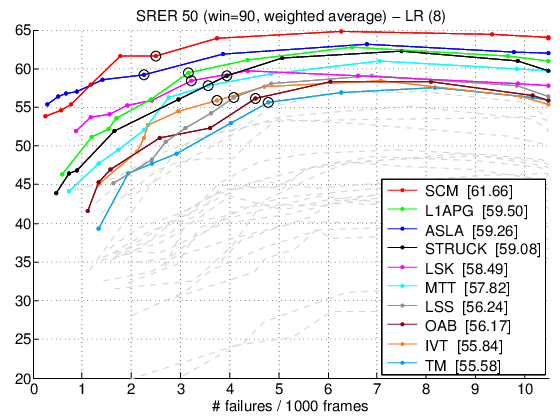 SRER 50 (win=90, weighted average) − LR (8)
65
60
55
50
45
40
35
30
25
20
0
1
2
3
4
5
6
7
8
9
10
# failures / 1000 frames
SCM [61.66]
L1APG [59.50]
ASLA [59.26]
STRUCK [59.08]
LSK [58.49]
MTT [57.82]
LSS [56.24]
OAB [56.17]
IVT [55.84]
TM [55.58]